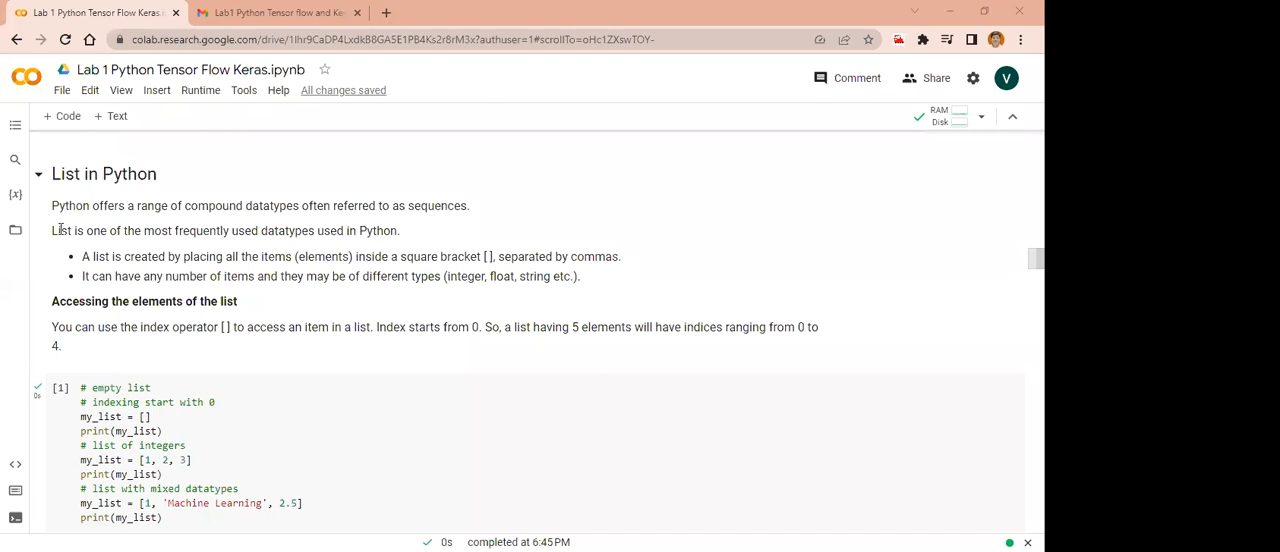 Lab 1 Python Tensor Flow Keras.i
Lab1 Python Tensor flow and Ke
colab.research.google.com/drive/1Ihr9CaDP4LxdkB8GA5E1PB4Ks2r8rM3x?authuser=1#scrollTo=oHc1ZXswTOY-
Lab 1 Python Tensor Flow Keras.ipynb
Comment Share V
File Edit View Insert Runtime Tools Help All changes saved
+ Code + Text
RAM
Disk
List in Python
Python offers a range of compound datatypes often referred to as sequences.
List is one of the most frequently used datatypes used in Python.
• A list is created by placing all the items (elements) inside a square bracket [ ], separated by commas.
• It can have any number of items and they may be of different types (integer, float, string etc.).
Accessing the elements of the list
You can use the index operator [ ] to access an item in a list. Index starts from 0. So, a list having 5 elements will have indices ranging from 0 to
4.
[1] # empty list
0s
# indexing start with 0
my_list = []
print(my_list)
# list of integers
my_list = [1, 2, 3]
print(my_list)
# list with mixed datatypes
my_list = [1, 'Machine Learning', 2.5]
print(my_list)
0s completed at 6:45 PM